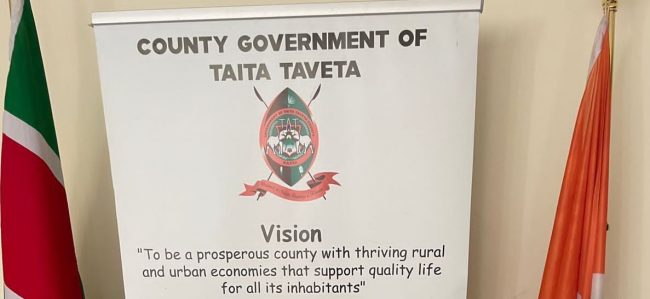 COUNTY GOVERNMENT OF
TAITA TAVETA
Vision
"To be a prosperous county with thriving rural
and urban economies that support quality life
for all its inhabitants"